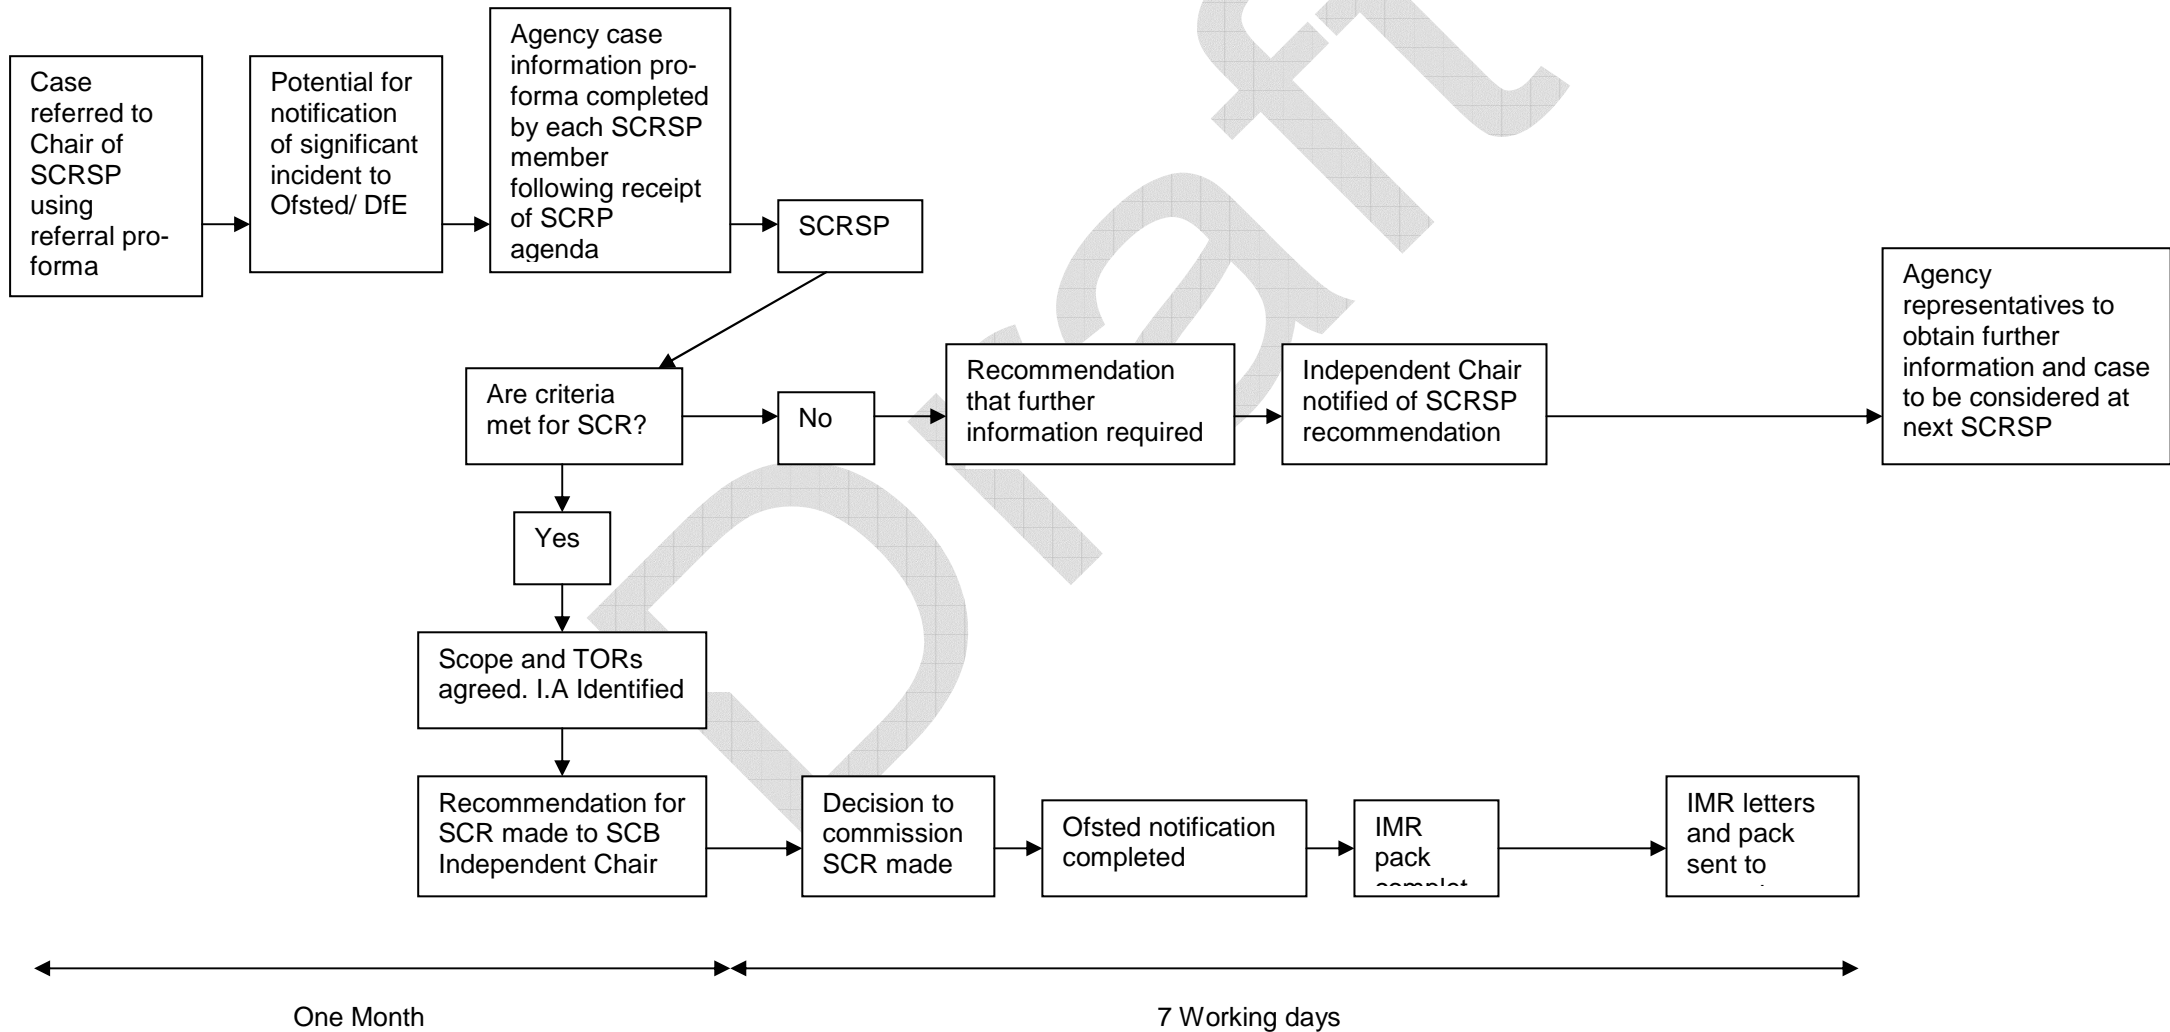 Case
referred to
Chair of
SCRSP
using
referral pro-
forma
Potential for
notification
of significant
incident to
Ofsted/ DfE
Agency case
information pro-
forma completed
by each SCRSP
member
following receipt
of SCRP
agenda
SCRSP
Are criteria
met for SCR?
No
Recommendation
that further
information required
Independent Chair
notified of SCRSP
recommendation
Agency
representatives to
obtain further
information and case
to be considered at
next SCRSP
Yes
Scope and TORs
agreed. I.A Identified
Recommendation for
SCR made to SCB
Independent Chair
Decision to
commission
SCR made
Ofsted notification
completed
IMR
pack
IMR letters
and pack
sent to
One Month
7 Working days
Draft